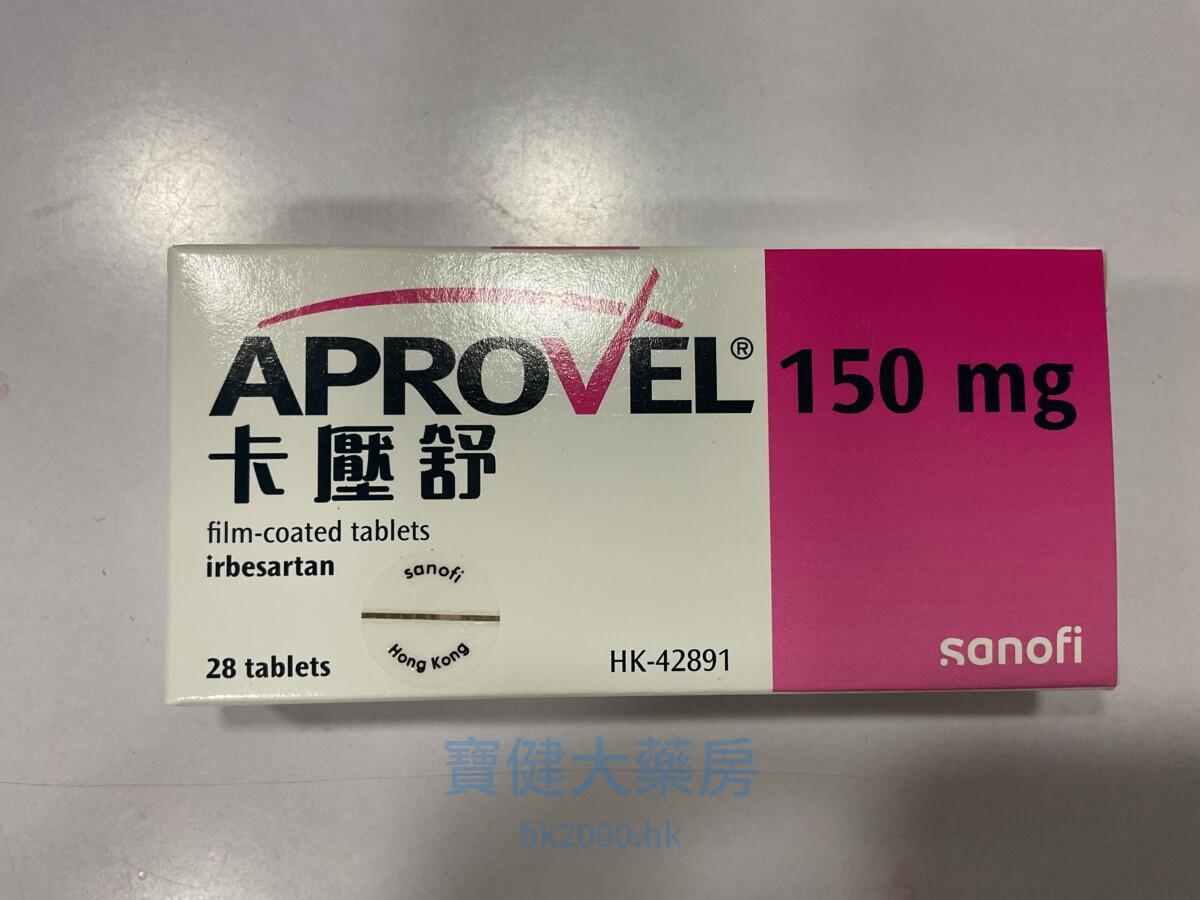 APROVEL® 150 mg
卡壓舒
film-coated tablets
irbesartan
sanofi
Hong Kong
28 tablets
HK-42891
sanofi
寶健大藥房
bk2000.hk